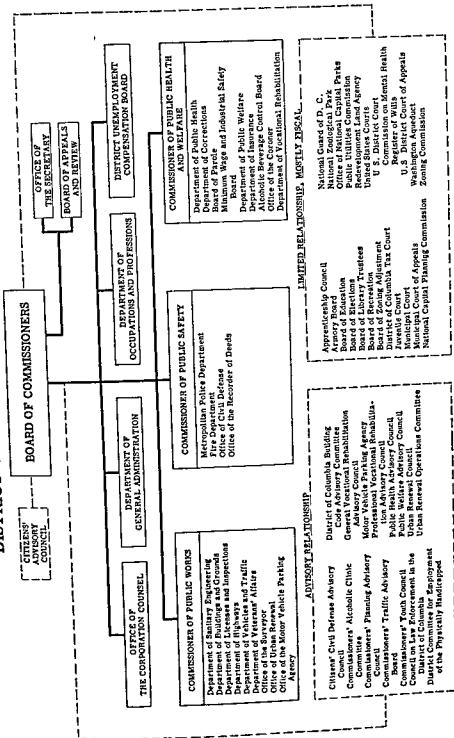 DISTRICT
BOARD OF COMMISSIONERS
CITIZENS'
ADVISORY
COUNCIL
OFFICE OF
THE SECRETARY
BOARD OF APPEALS
AND REVIEW
OFFICE OF
THE CORPORATION COUNSEL
DEPARTMENT OF
GENERAL ADMINISTRATION
DEPARTMENT OF
OCCUPATIONS AND PROFESSIONS
DISTRICT UNEMPLOYMENT
COMPENSATION BOARD
COMMISSIONER OF PUBLIC WORKS
Department of Sanitary Engineering
Department of Buildings and Grounds
Department of Licenses and Inspections
Department of Highways
Department of Vehicles and Traffic
Department of Veterans' Affairs
Office of the Surveyor
Office of Urban Renewal
Office of the Motor Vehicle Parking
Agency
COMMISSIONER OF PUBLIC SAFETY
Metropolitan Police Department
Fire Department
Office of Civil Defense
Office of the Recorder of Deeds
COMMISSIONER OF PUBLIC HEALTH
AND WELFARE
Department of Public Health
Department of Corrections
Board of Parole
Minimum Wage and Industrial Safety
Board
Department of Public Welfare
Department of Insurance
Alcoholic Beverage Control Board
Office of the Coroner
Department of Vocational Rehabilitation
ADVISORY RELATIONSHIP
Citizens' Civil Defense Advisory
Council
Commissioners' Alcoholic Clinic
Committee
Commissioners' Planning Advisory
Council
Commissioners' Traffic Advisory
Board
Commissioners' Youth Council
Council on Law Enforcement in the
District of Columbia
District Committee for Employment
of the Physically Handicapped
District of Columbia Building
Code Advisory Committee
General Vocational Rehabilitation
Advisory Council
Motor Vehicle Parking Agency
Professional Vocational Rehabilita-
tion Advisory Council
Public Health Advisory Council
Public Welfare Advisory Council
Urban Renewal Council
Urban Renewal Operations Committee
LIMITED RELATIONSHIP, MOSTLY FISCAL
Apprenticeship Council
Armory Board
Board of Education
Board of Elections
Board of Library Trustees
Board of Recreation
Board of Zoning Adjustment
District of Columbia Tax Court
Juvenile Court
Municipal Court
Municipal Court of Appeals
National Capital Planning Commission
National Guard of D. C.
National Zoological Park
Office of National Capital Parks
Public Utilities Commission
Redevelopment Land Agency
United States Courts
U. S. District Court
Commission on Mental Health
Register of Wills
U.S. District Court of Appeals
Washington Aqueduct
Zoning Commission